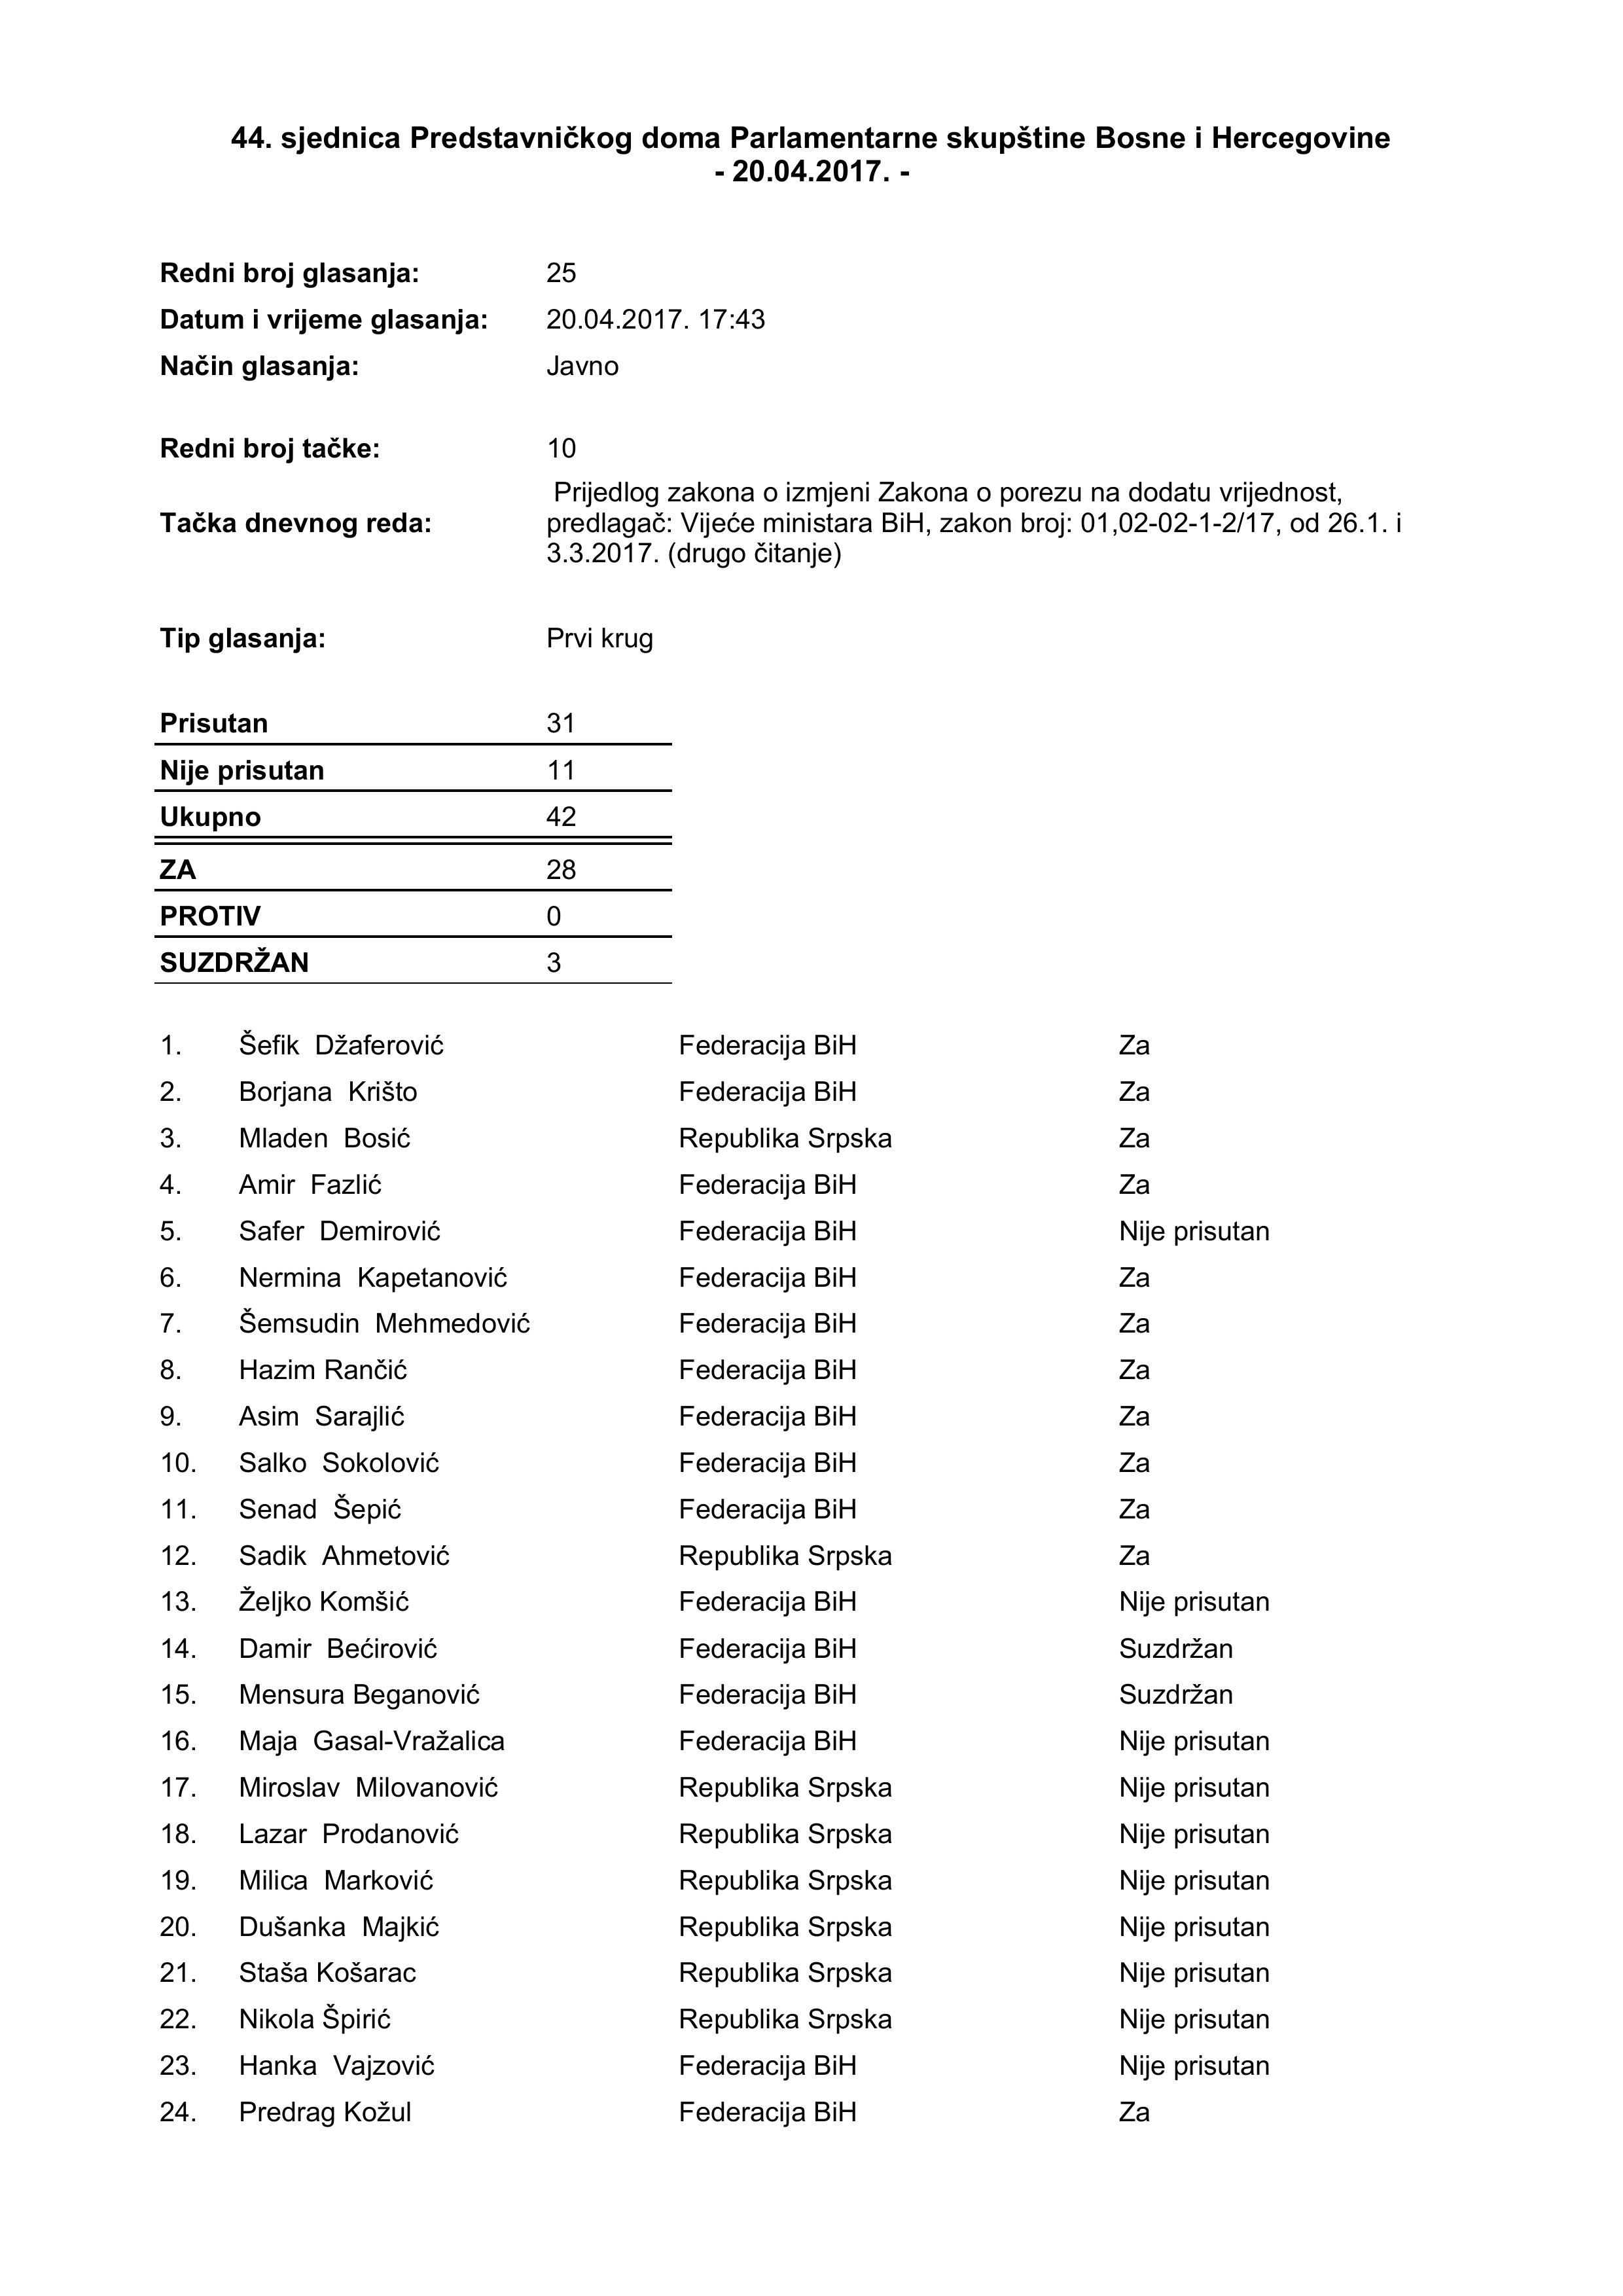 44. sjednica Predstavničkog doma Parlamentarne skupštine Bosne i Hercegovine
- 20.04.2017. -
Redni broj glasanja: 25
Datum i vrijeme glasanja: 20.04.2017. 17:43
Način glasanja: Javno
Redni broj tačke: 10
Tačka dnevnog reda: Prijedlog zakona o izmjeni Zakona o porezu na dodatu vrijednost,
predlagač: Vijeće ministara BiH, zakon broj: 01,02-02-1-2/17, od 26.1. i
3.3.2017. (drugo čitanje)
Tip glasanja: Prvi krug
Prisutan 31
Nije prisutan 11
Ukupno 42
ZA 28
PROTIV 0
SUZDRŽAN 3
1. Šefik Džaferović Federacija BiH Za
2. Borjana Krišto Federacija BiH Za
3. Mladen Bosić Republika Srpska Za
4. Amir Fazlić Federacija BiH Za
5. Safer Demirović Federacija BiH Nije prisutan
6. Nermina Kapetanović Federacija BiH Za
7. Šemsudin Mehmedović Federacija BiH Za
8. Hazim Rančić Federacija BiH Za
9. Asim Sarajlić Federacija BiH Za
10. Salko Sokolović Federacija BiH Za
11. Senad Šepić Federacija BiH Za
12. Sadik Ahmetović Republika Srpska Za
13. Željko Komšić Federacija BiH Nije prisutan
14. Damir Bećirović Federacija BiH Suzdržan
15. Mensura Beganović Federacija BiH Suzdržan
16. Maja Gasal-Vražalica Federacija BiH Nije prisutan
17. Miroslav Milovanović Republika Srpska Nije prisutan
18. Lazar Prodanović Republika Srpska Nije prisutan
19. Milica Marković Republika Srpska Nije prisutan
20. Dušanka Majkić Republika Srpska Nije prisutan
21. Staša Košarac Republika Srpska Nije prisutan
22. Nikola Špirić Republika Srpska Nije prisutan
23. Hanka Vajzović Federacija BiH Nije prisutan
24. Predrag Kožul Federacija BiH Za